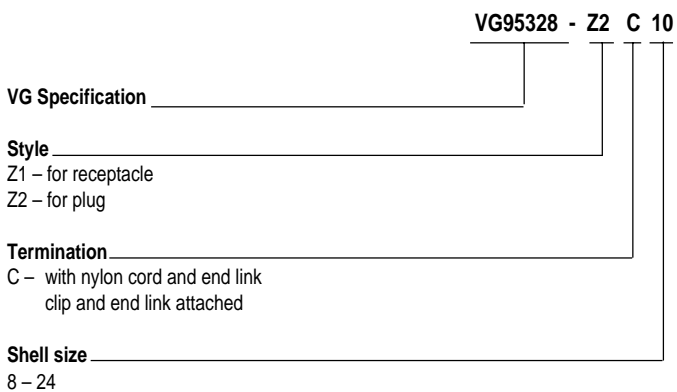 VG95328 - Z2 C 10
VG Specification
Style
Z1 – for receptacle
Z2 – for plug
Termination
C – with nylon cord and end link
clip and end link attached
Shell size
8 – 24